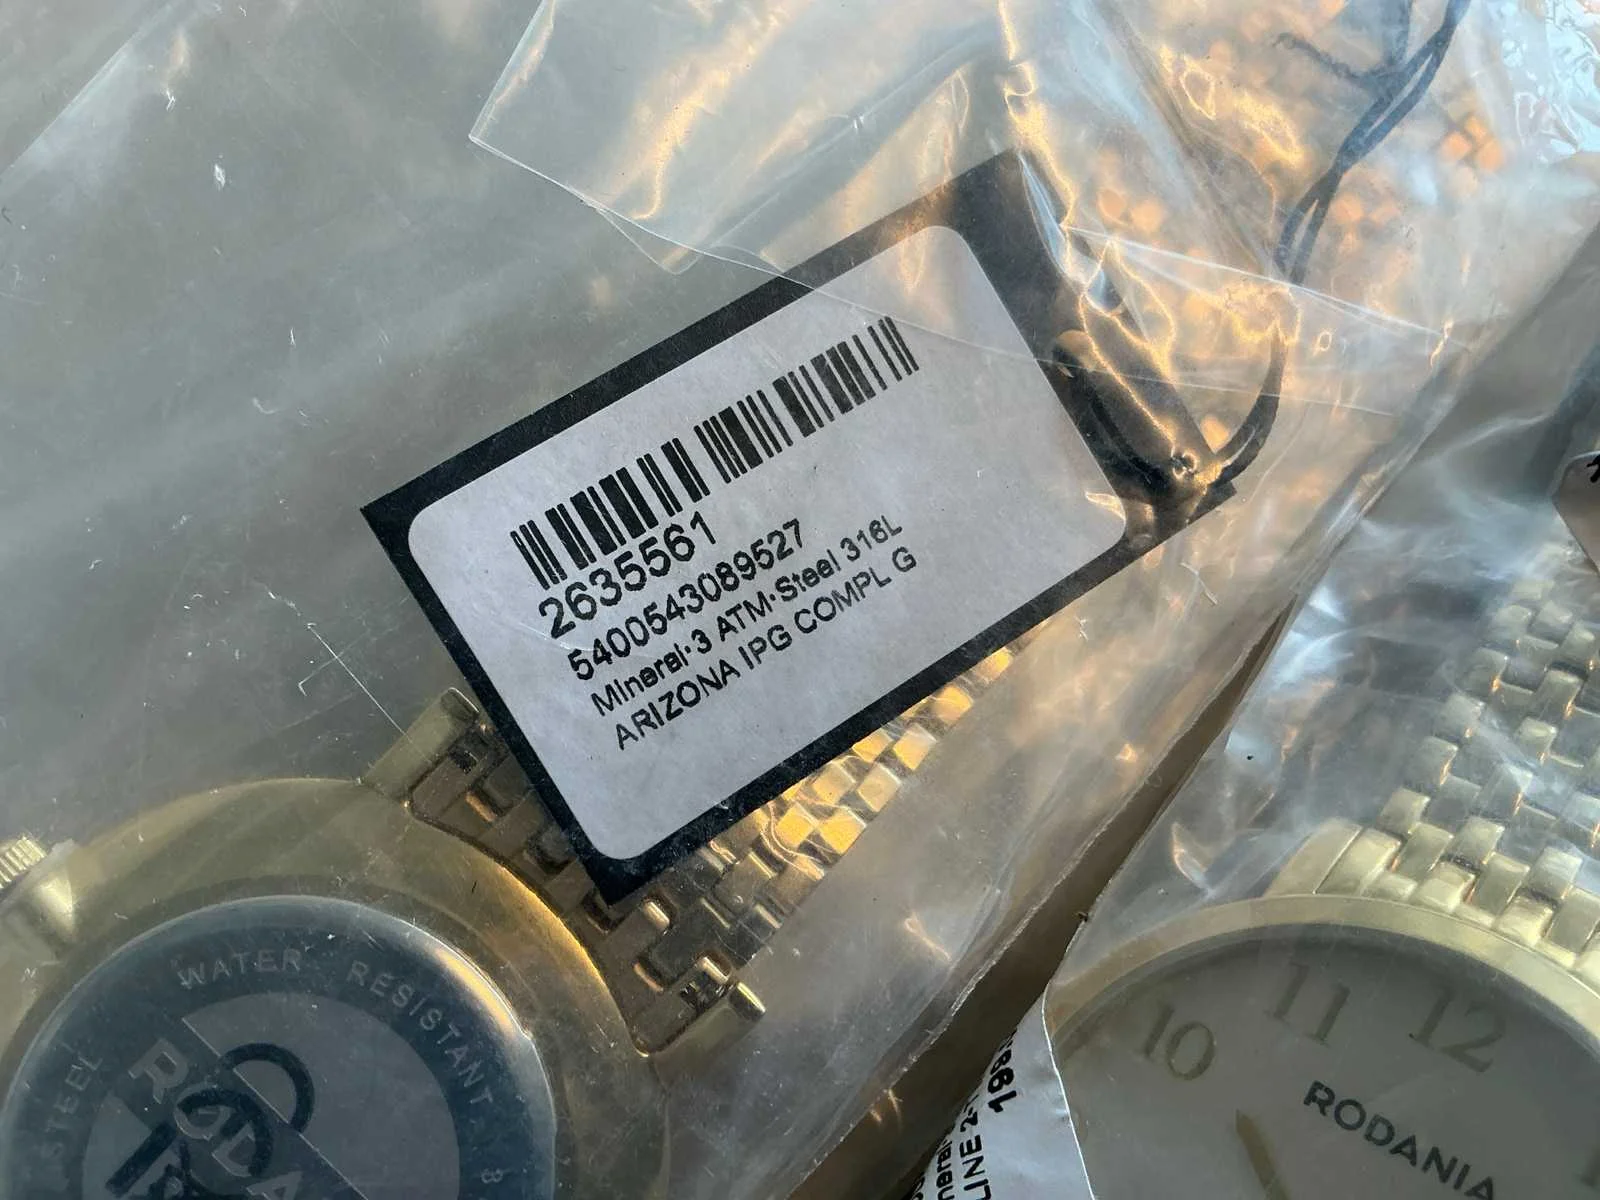 2635561
5400543089527
Mineral·3 ATM·Steel 316L
ARIZONA IPG COMPL G
STEEL WATER RESISTANT
10 11 12
RODANIA